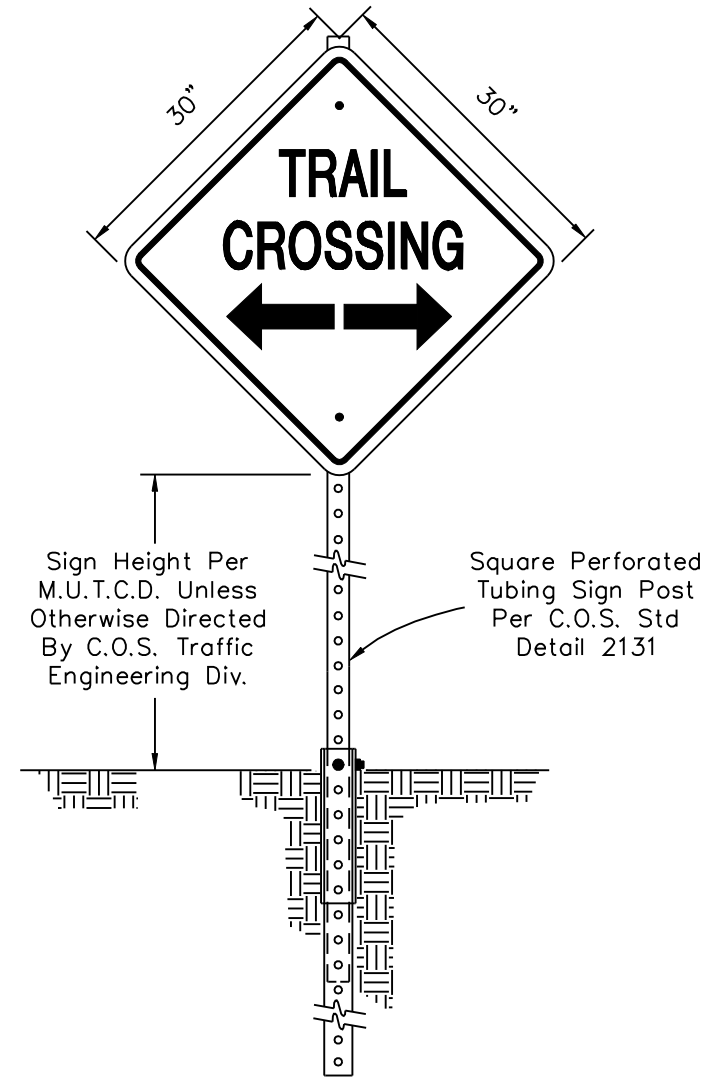 30"
30"
TRAIL
CROSSING
Sign Height Per
M.U.T.C.D. Unless
Otherwise Directed
By C.O.S. Traffic
Engineering Div.
Square Perforated
Tubing Sign Post
Per C.O.S. Std
Detail 2131